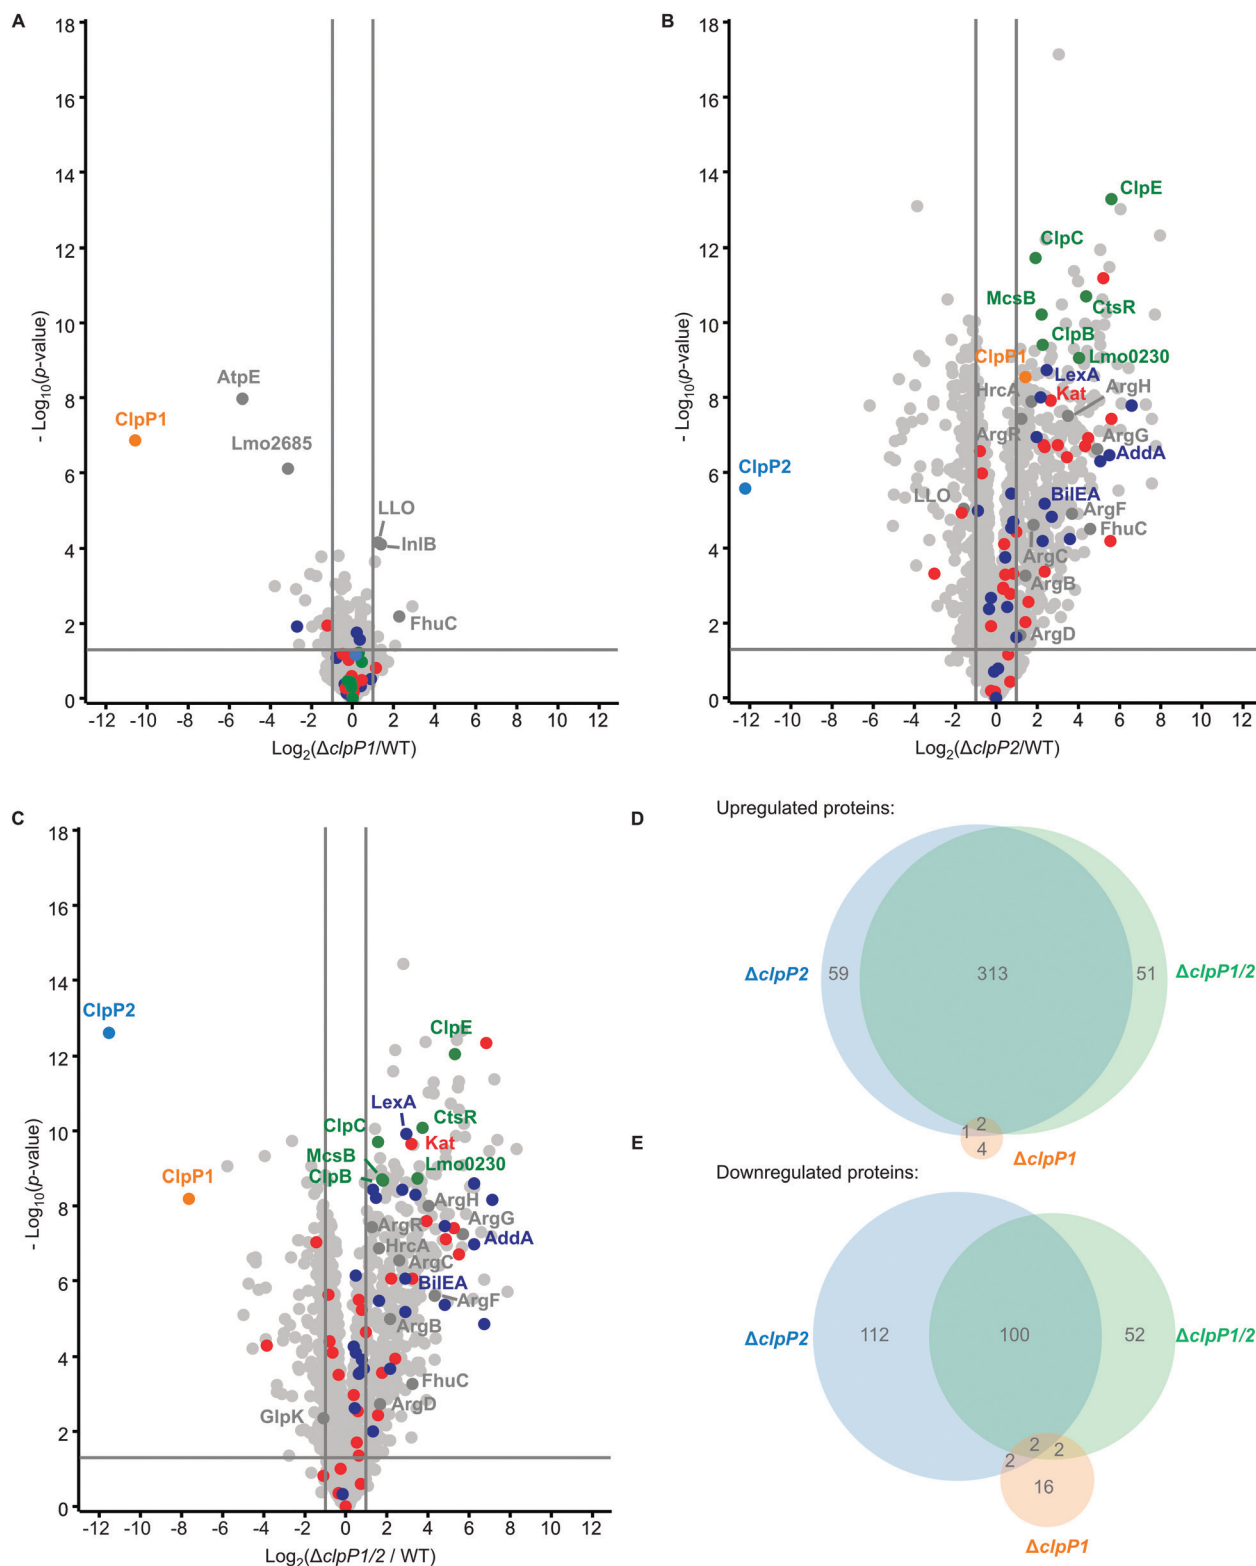 A
18
16
14
12
10
8
6
4
2
0
- Log10(p-value)
AtpE
ClpP1
Lmo2685
LLO
InlB
FhuC
-12 -10 -8 -6 -4 -2 0 2 4 6 8 10 12
Log2(ΔclpP1/WT)
B
18
16
14
12
10
8
6
4
2
0
- Log10(p-value)
ClpE
ClpC
McsB
CtsR
ClpB
ClpP1
Lmo0230
LexA
HrcA
Kat
ArgH
ArgR
ArgG
AddA
ClpP2
LLO
BilEA
ArgF
FhuC
ArgC
ArgB
ArgD
-12 -10 -8 -6 -4 -2 0 2 4 6 8 10 12
Log2(ΔclpP2/WT)
C
18
16
14
12
10
8
6
4
2
0
- Log10(p-value)
ClpP2
ClpE
LexA
CtsR
ClpC
Kat
McsB
Lmo0230
ClpB
ClpP1
ArgH
ArgR
ArgG
AddA
HrcA
ArgC
BilEA
ArgF
ArgB
FhuC
ArgD
GlpK
-12 -10 -8 -6 -4 -2 0 2 4 6 8 10 12
Log2(ΔclpP1/2 / WT)
D
Upregulated proteins:
ΔclpP2
59
313
51
ΔclpP1/2
1
2
4
ΔclpP1
E
Downregulated proteins:
ΔclpP2
112
100
52
ΔclpP1/2
2
2
2
16
ΔclpP1